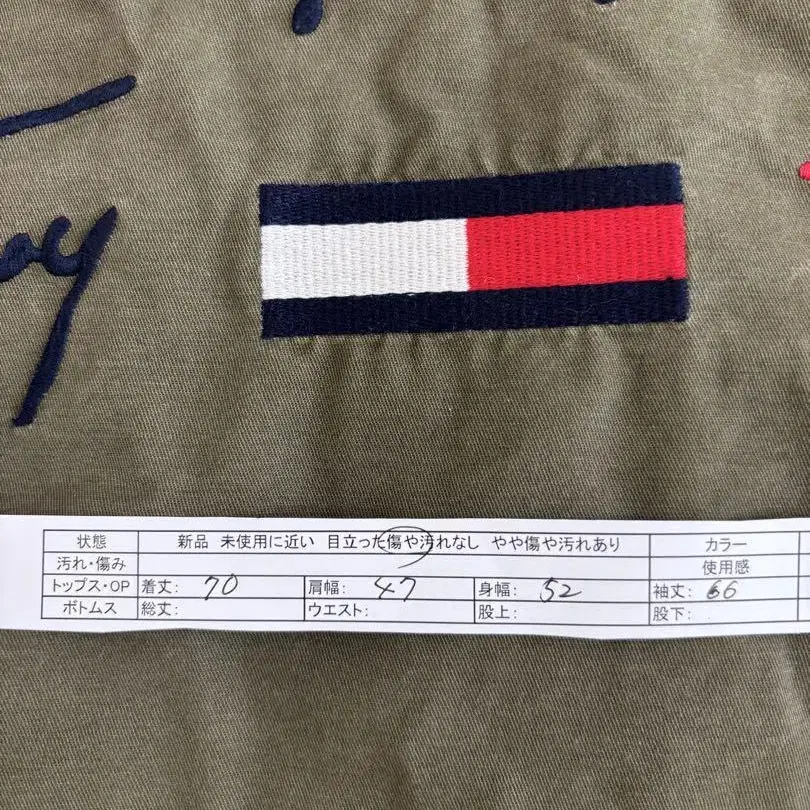 状態 新品 未使用に近い 目立った傷や汚れなし やや傷や汚れあり カラー
汚れ・傷み 使用感
トップス・OP 着丈: 70 肩幅: 47 身幅: 52 袖丈: 66
ボトムス 総丈: ウエスト: 股上: 股下: